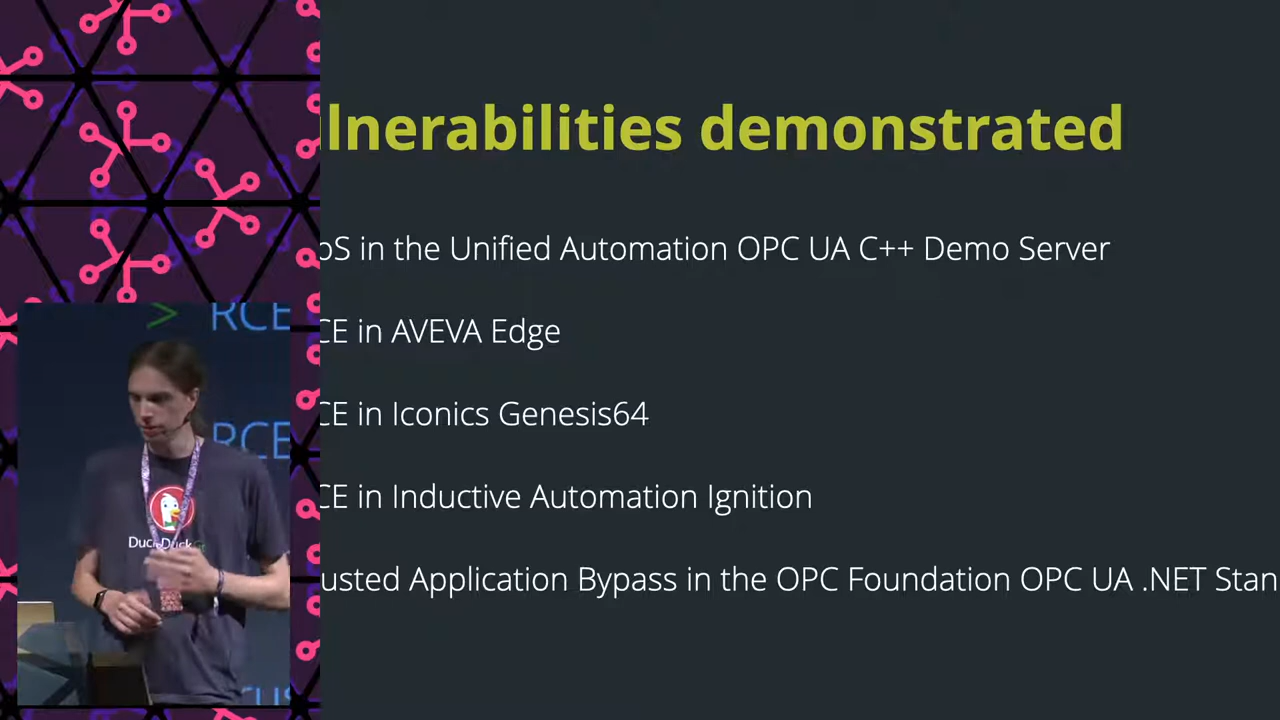 lnerabilities demonstrated
oS in the Unified Automation OPC UA C++ Demo Server
CE in AVEVA Edge
CE in Iconics Genesis64
CE in Inductive Automation Ignition
usted Application Bypass in the OPC Foundation OPC UA .NET Stan
> RCE
RCE